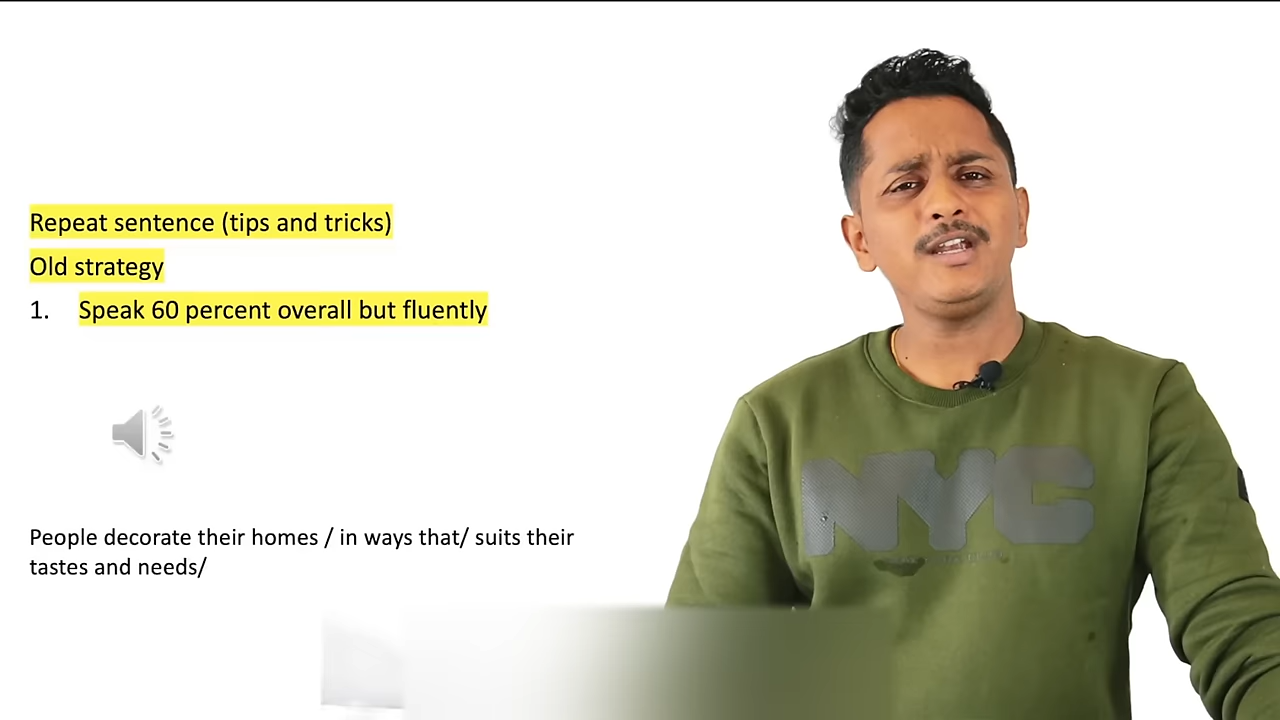 Repeat sentence (tips and tricks)
Old strategy
1. Speak 60 percent overall but fluently
People decorate their homes / in ways that/ suits their
tastes and needs/
NYC